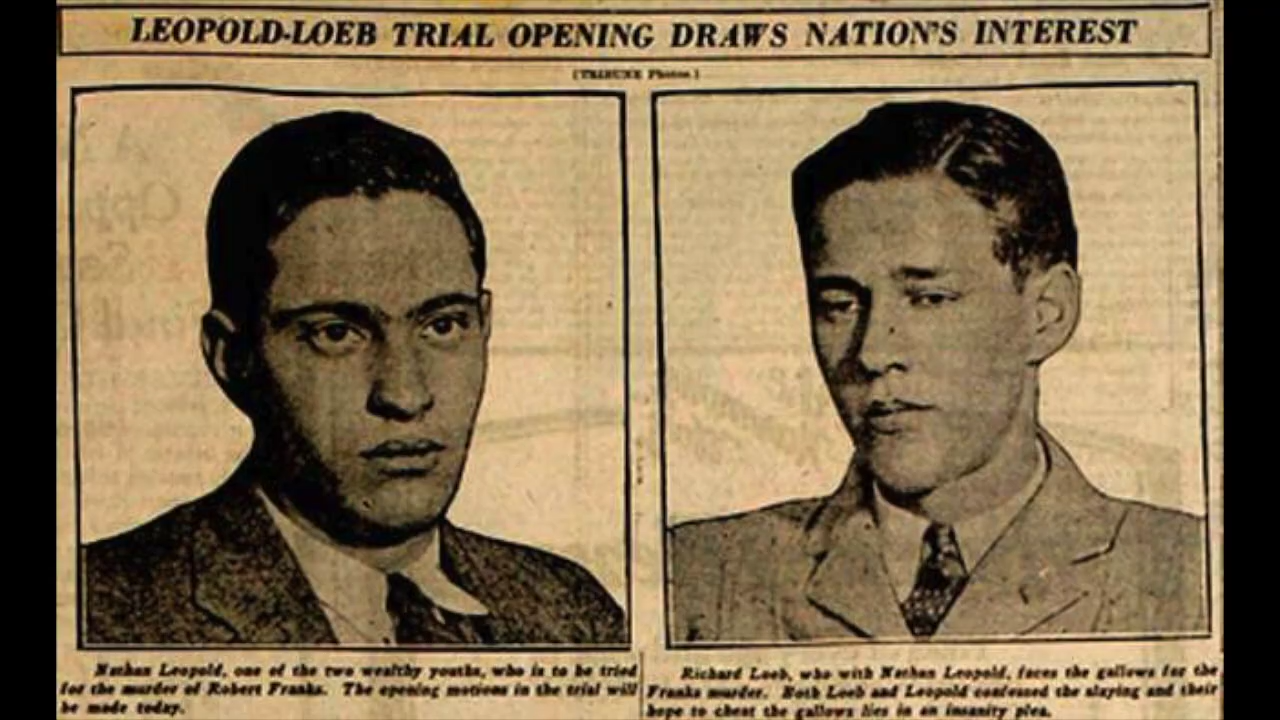 LEOPOLD-LOEB TRIAL OPENING DRAWS NATION'S INTEREST
[TRIBUNE Photos.]
Nathan Leopold, one of the two wealthy youths, who is to be tried
for the murder of Robert Franks. The opening motions in the trial will
be made today.
Richard Loeb, who with Nathan Leopold, faces the gallows for the
Franks murder. Both Loeb and Leopold confessed the slaying and their
hope to cheat the gallows lies in an insanity plea.